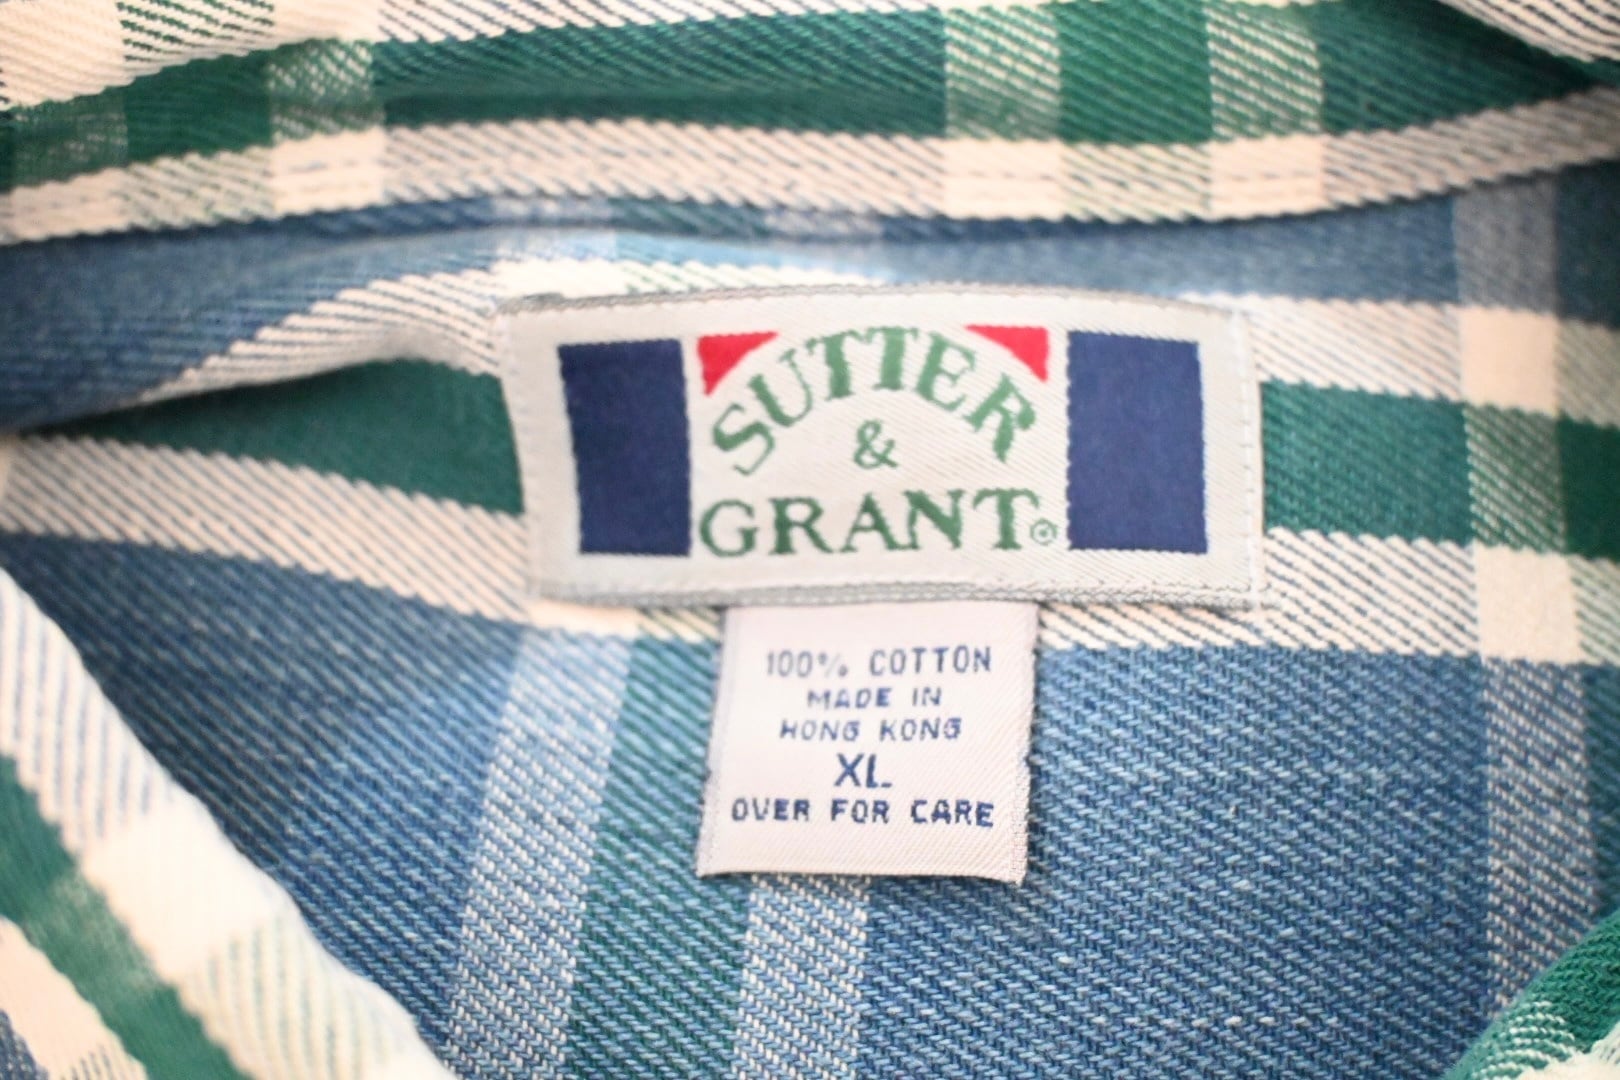 SUTTER
&
GRANT®
100% COTTON
MADE IN
HONG KONG
XL
OVER FOR CARE